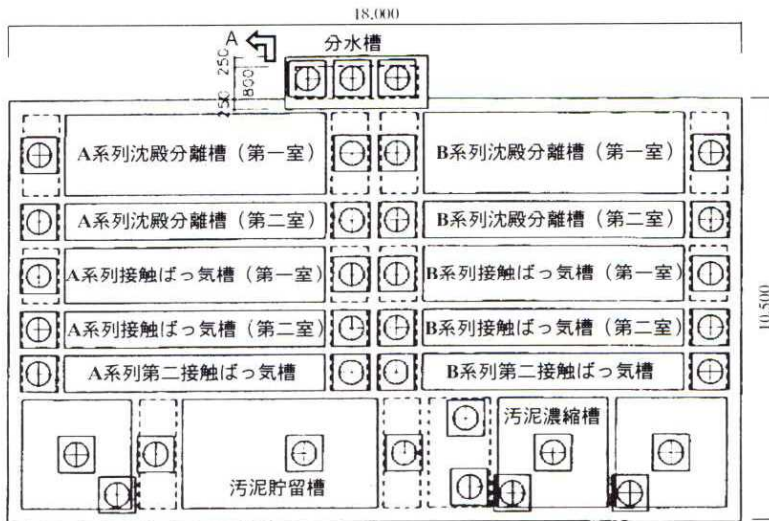 18.000
A
分水槽
250
800
250
A系列沈殿分離槽（第一室）
B系列沈殿分離槽（第一室）
A系列沈殿分離槽（第二室）
B系列沈殿分離槽（第二室）
A系列接触ばっ気槽（第一室）
B系列接触ばっ気槽（第一室）
A系列接触ばっ気槽（第二室）
B系列接触ばっ気槽（第二室）
A系列第二接触ばっ気槽
B系列第二接触ばっ気槽
10.500
汚泥濃縮槽
汚泥貯留槽